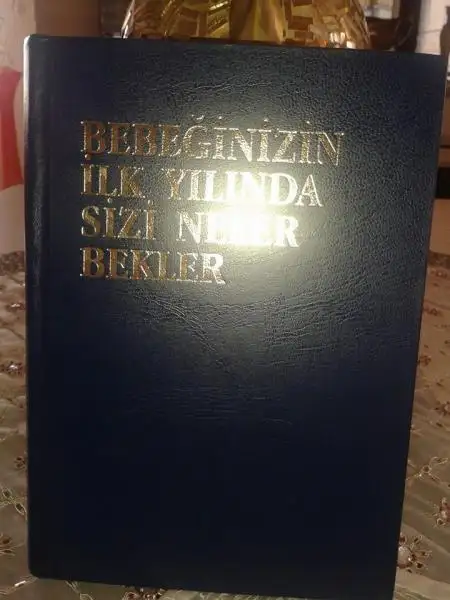 BEBEĞİNİZİN
İLK YILINDA
SİZİ NELER
BEKLER